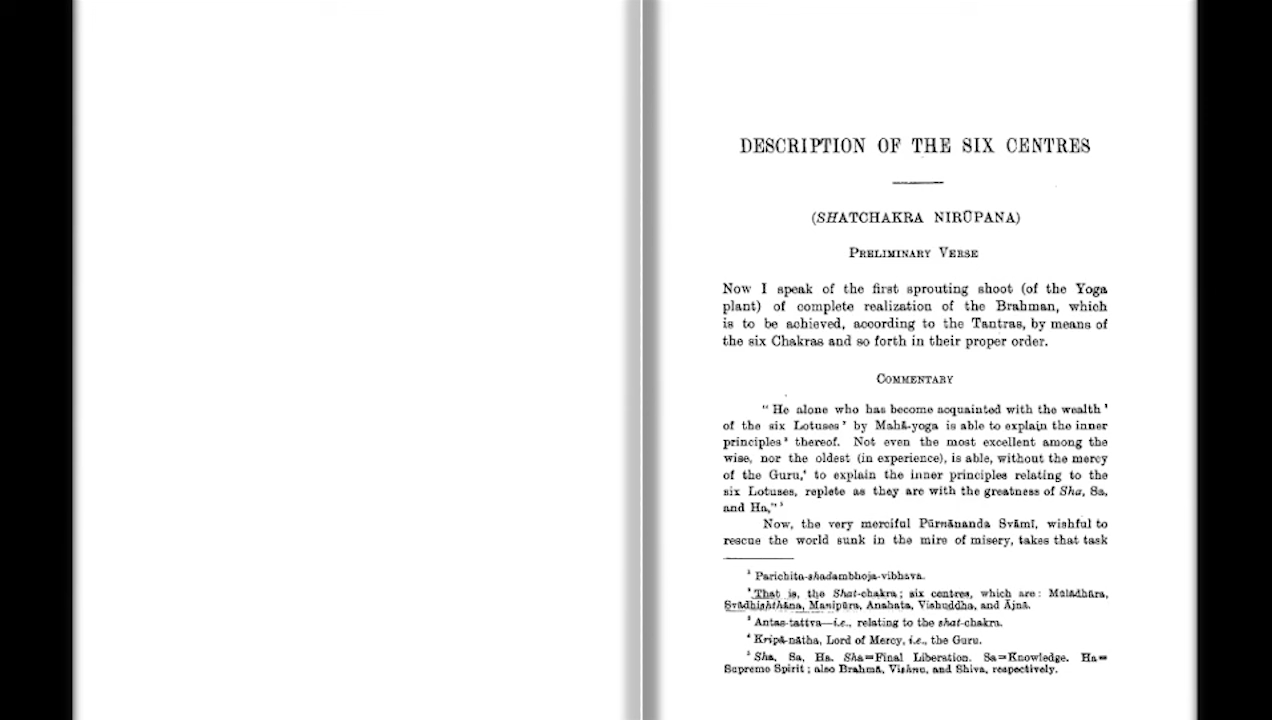 DESCRIPTION OF THE SIX CENTRES
(SHATCHAKRA NIRŪPANA)
PRELIMINARY VERSE
Now I speak of the first sprouting shoot (of the Yoga
plant) of complete realization of the Brahman, which
is to be achieved, according to the Tantras, by means of
the six Chakras and so forth in their proper order.
COMMENTARY
" He alone who has become acquainted with the wealth ¹
of the six Lotuses ² by Mahā-yoga is able to explain the inner
principles ³ thereof. Not even the most excellent among the
wise, nor the oldest (in experience), is able, without the mercy
of the Guru,⁴ to explain the inner principles relating to the
six Lotuses, replete as they are with the greatness of Sha, Sa,
and Ha," ⁵
Now, the very merciful Pūrnānanda Svāmī, wishful to
rescue the world sunk in the mire of misery, takes that task
¹ Parichita-shadambhoja-vibhava.
² That is, the Shat-chakra ; six centres, which are : Mūlādhāra,
Svādhishthāna, Manipūra, Anahata, Vishuddha, and Ājnā.
³ Antas-tattva—i.e., relating to the shat-chakra.
⁴ Kripā-nātha, Lord of Mercy, i.e., the Guru.
⁵ Sha, Sa, Ha. Sha=Final Liberation. Sa=Knowledge. Ha=
Supreme Spirit ; also Brahmā, Vishnu, and Shiva, respectively.